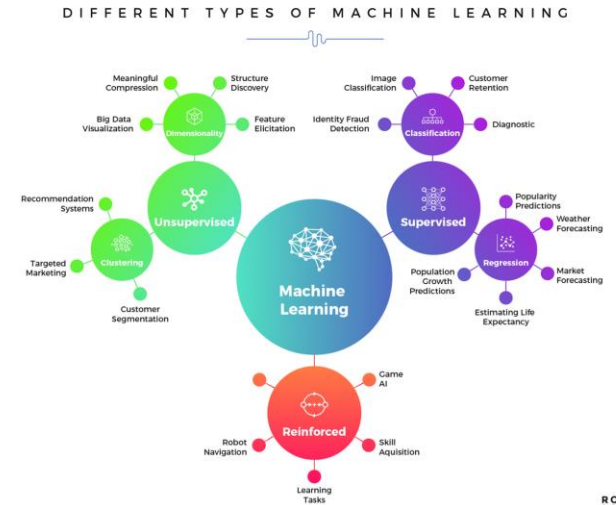 DIFFERENT TYPES OF MACHINE LEARNING
Meaningful
Compression
Structure
Discovery
Big Data
Visualization
Dimensionality
Feature
Elicitation
Image
Classification
Customer
Retention
Identity Fraud
Detection
Classification
Diagnostic
Recommendation
Systems
Unsupervised
Supervised
Popularity
Predictions
Weather
Forecasting
Targeted
Marketing
Clustering
Customer
Segmentation
Machine
Learning
Population
Growth
Predictions
Regression
Market
Forecasting
Estimating Life
Expectancy
Game
AI
Reinforced
Robot
Navigation
Skill
Aquisition
Learning
Tasks